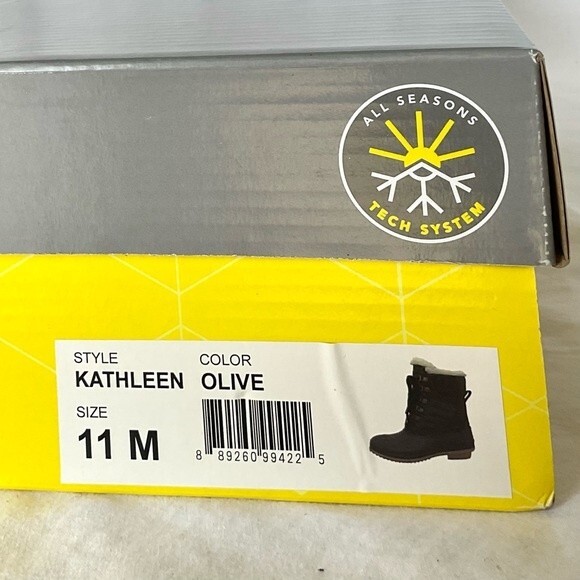 ALL SEASONS
TECH SYSTEM
STYLE COLOR
KATHLEEN OLIVE
SIZE
11 M
8 89260 99422 5